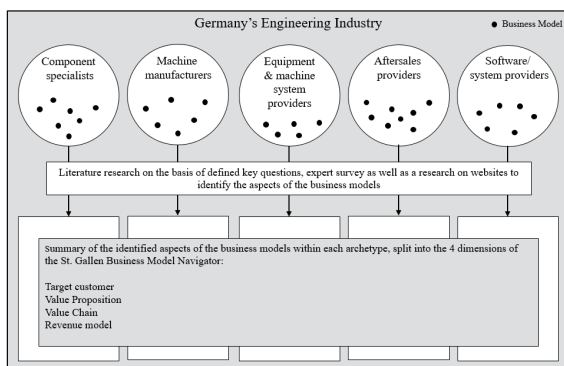 Germany's Engineering Industry
Business Model
Component
specialists
Machine
manufacturers
Equipment
& machine
system
providers
Aftersales
providers
Software/
system providers
Literature research on the basis of defined key questions, expert survey as well as a research on websites to
identify the aspects of the business models
Summary of the identified aspects of the business models within each archetype, split into the 4 dimensions of
the St. Gallen Business Model Navigator:
Target customer
Value Proposition
Value Chain
Revenue model